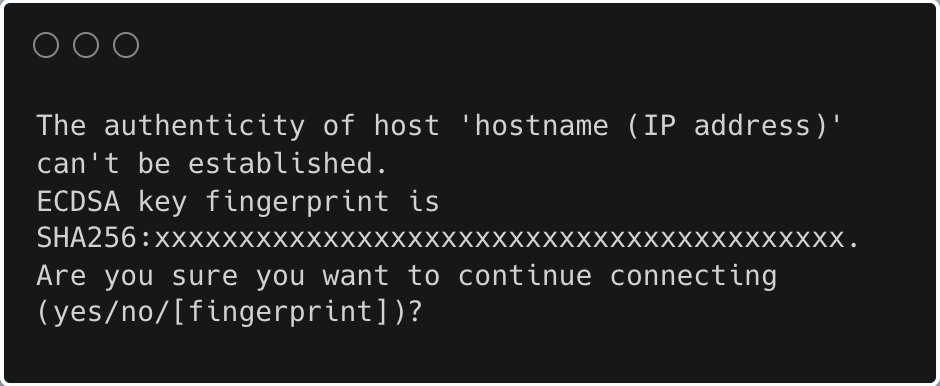 The authenticity of host 'hostname (IP address)'
can't be established.
ECDSA key fingerprint is
SHA256:xxxxxxxxxxxxxxxxxxxxxxxxxxxxxxxxxxxxxxxxx.
Are you sure you want to continue connecting
(yes/no/[fingerprint])?